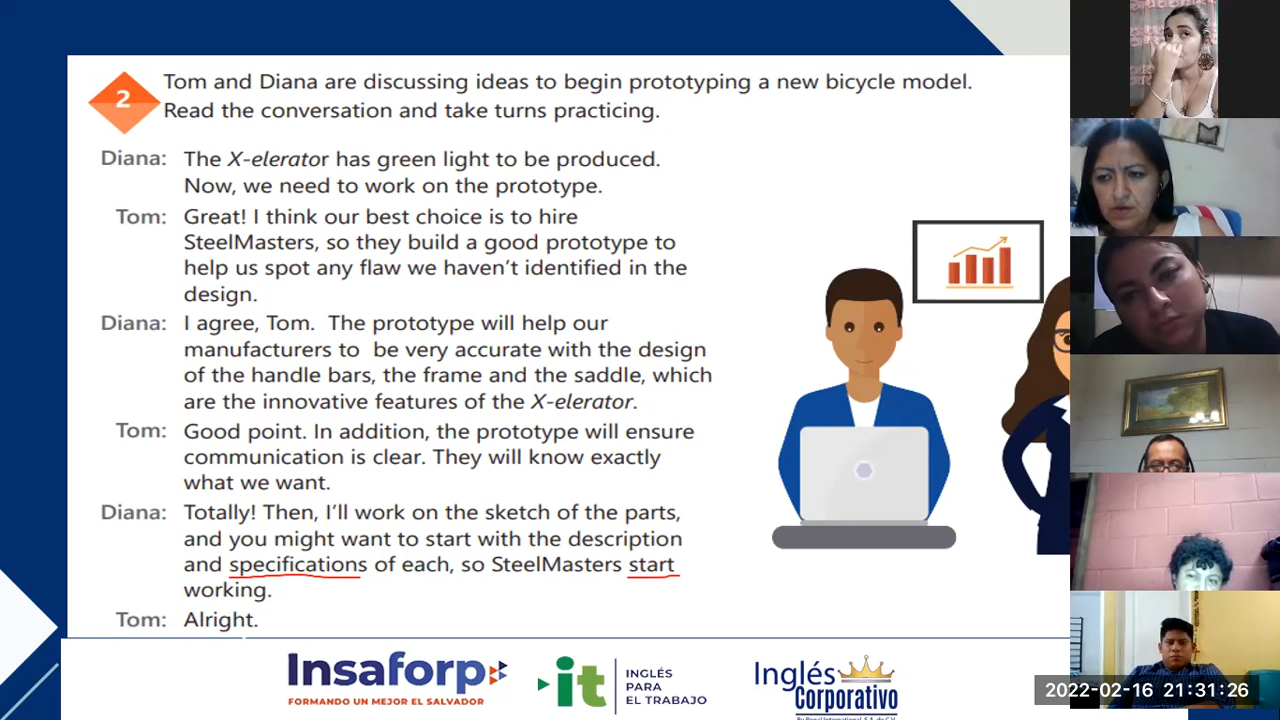 2
Tom and Diana are discussing ideas to begin prototyping a new bicycle model.
Read the conversation and take turns practicing.
Diana: The X-elerator has green light to be produced.
Now, we need to work on the prototype.
Tom: Great! I think our best choice is to hire
SteelMasters, so they build a good prototype to
help us spot any flaw we haven't identified in the
design.
Diana: I agree, Tom. The prototype will help our
manufacturers to be very accurate with the design
of the handle bars, the frame and the saddle, which
are the innovative features of the X-elerator.
Tom: Good point. In addition, the prototype will ensure
communication is clear. They will know exactly
what we want.
Diana: Totally! Then, I'll work on the sketch of the parts,
and you might want to start with the description
and specifications of each, so SteelMasters start
working.
Tom: Alright.
Insaforp
FORMANDO UN MEJOR EL SALVADOR
it
INGLÉS
PARA
EL TRABAJO
Inglés
Corporativo
2022-02-16 21:31:26